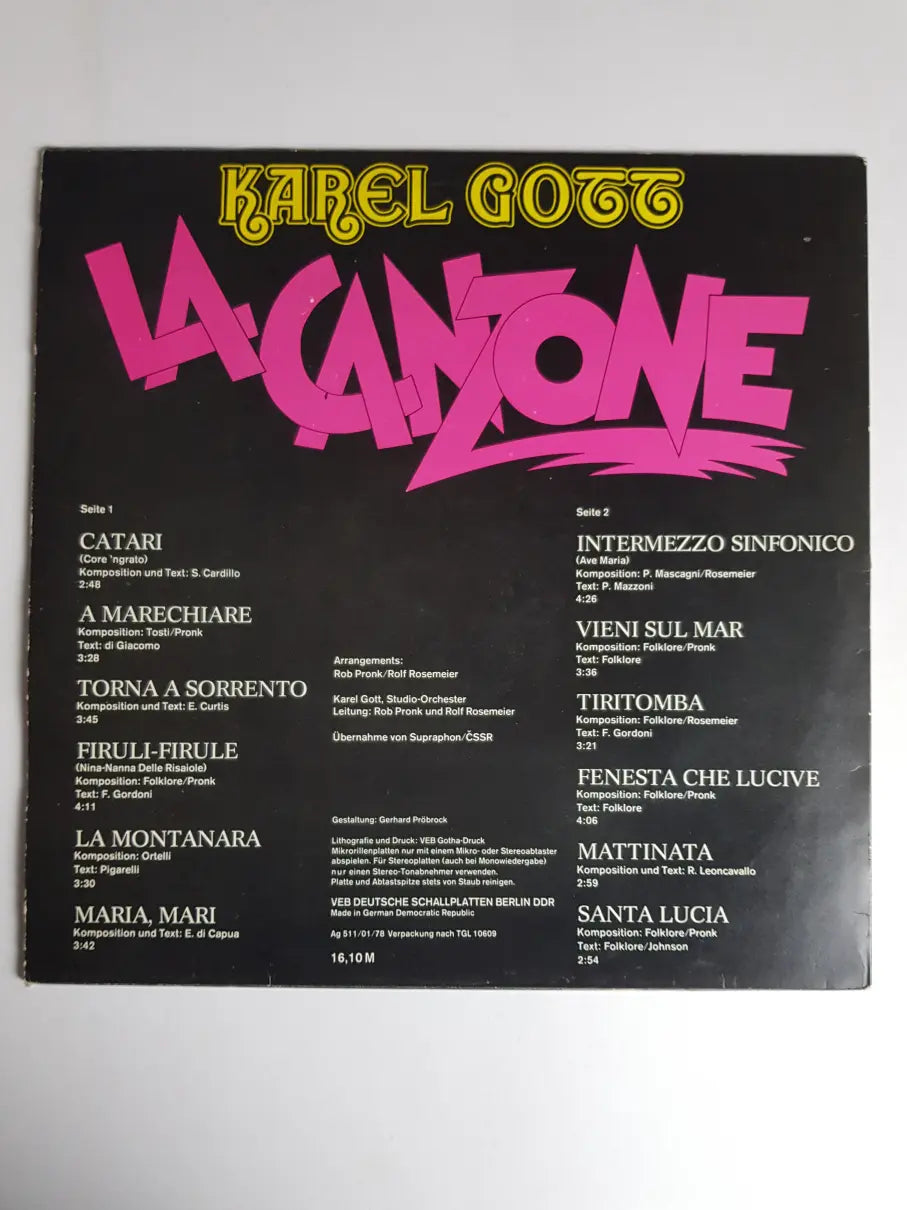 KAREL GOTT
LA CANZONE
Seite 1
CATARI
(Core 'ngrato)
Komposition und Text: S. Cardillo
2:48
A MARECHIARE
Komposition: Tosti/Pronk
Text: di Giacomo
3:28
TORNA A SORRENTO
Komposition und Text: E. Curtis
3:45
FIRULI-FIRULE
(Nina-Nanna Delle Risaiole)
Komposition: Folklore/Pronk
Text: F. Gordoni
4:11
LA MONTANARA
Komposition: Ortelli
Text: Pigarelli
3:30
MARIA, MARI
Komposition und Text: E. di Capua
3:42
Arrangements:
Rob Pronk/Rolf Rosemeier
Karel Gott, Studio-Orchester
Leitung: Rob Pronk und Rolf Rosemeier
Übernahme von Supraphon/ČSSR
Gestaltung: Gerhard Pröbrock
Lithografie und Druck: VEB Gotha-Druck
Mikrorillenplatten nur mit einem Mikro- oder Stereoabtaster
abspielen. Für Stereoplatten (auch bei Monowiedergabe)
nur einen Stereo-Tonabnehmer verwenden.
Platte und Abtastspitze stets von Staub reinigen.
VEB DEUTSCHE SCHALLPLATTEN BERLIN DDR
Made in German Democratic Republic
Ag 511/01/78 Verpackung nach TGL 10609
16,10 M
Seite 2
INTERMEZZO SINFONICO
(Ave Maria)
Komposition: P. Mascagni/Rosemeier
Text: P. Mazzoni
4:26
VIENI SUL MAR
Komposition: Folklore/Pronk
Text: Folklore
3:36
TIRITOMBA
Komposition: Folklore/Rosemeier
Text: F. Gordoni
3:21
FENESTA CHE LUCIVE
Komposition: Folklore/Pronk
Text: Folklore
4:06
MATTINATA
Komposition und Text: R. Leoncavallo
2:59
SANTA LUCIA
Komposition: Folklore/Pronk
Text: Folklore/Johnson
2:54